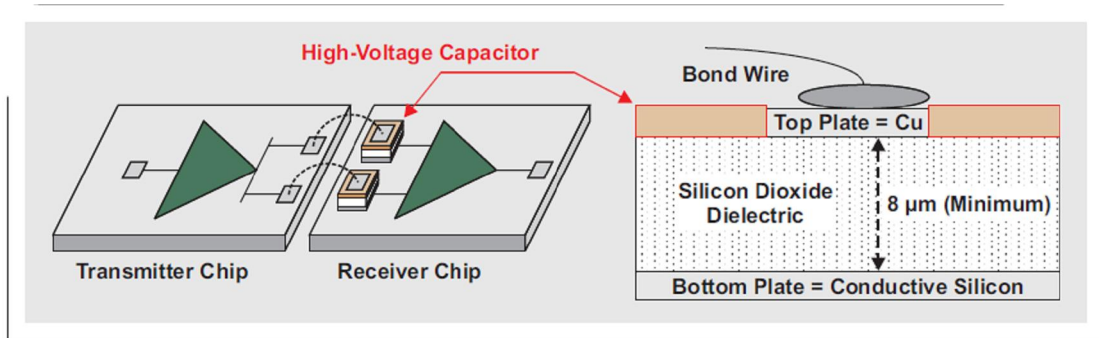 High-Voltage Capacitor
Bond Wire
Top Plate = Cu
Silicon Dioxide
Dielectric
8 µm (Minimum)
Bottom Plate = Conductive Silicon
Transmitter Chip
Receiver Chip